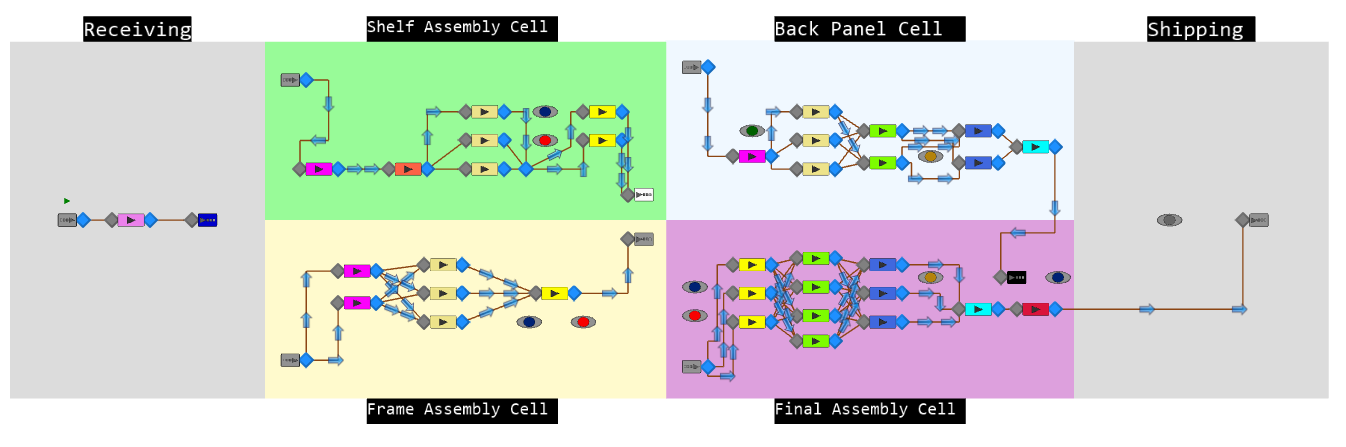 Receiving
Shelf Assembly Cell
Back Panel Cell
Shipping
Frame Assembly Cell
Final Assembly Cell